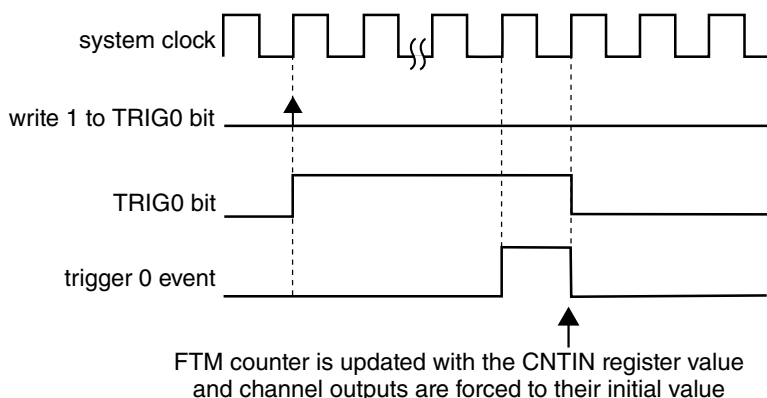 system clock
write 1 to TRIG0 bit
TRIG0 bit
trigger 0 event
FTM counter is updated with the CNTIN register value
and channel outputs are forced to their initial value